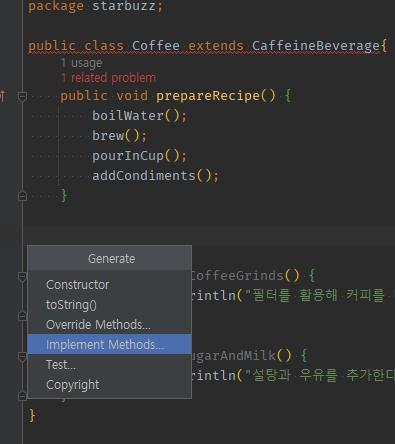 package starbuzz;
public class Coffee extends CaffeineBeverage{
1 usage
1 related problem
public void prepareRecipe() {
boilWater();
brew();
pourInCup();
addCondiments();
}
Generate
Constructor
toString()
Override Methods...
Implement Methods...
Test...
Copyright
CoffeeGrinds() {
println("필터를 활용해 커피를
ugarAndMilk() {
println("설탕과 우유를 추가한다
}
}